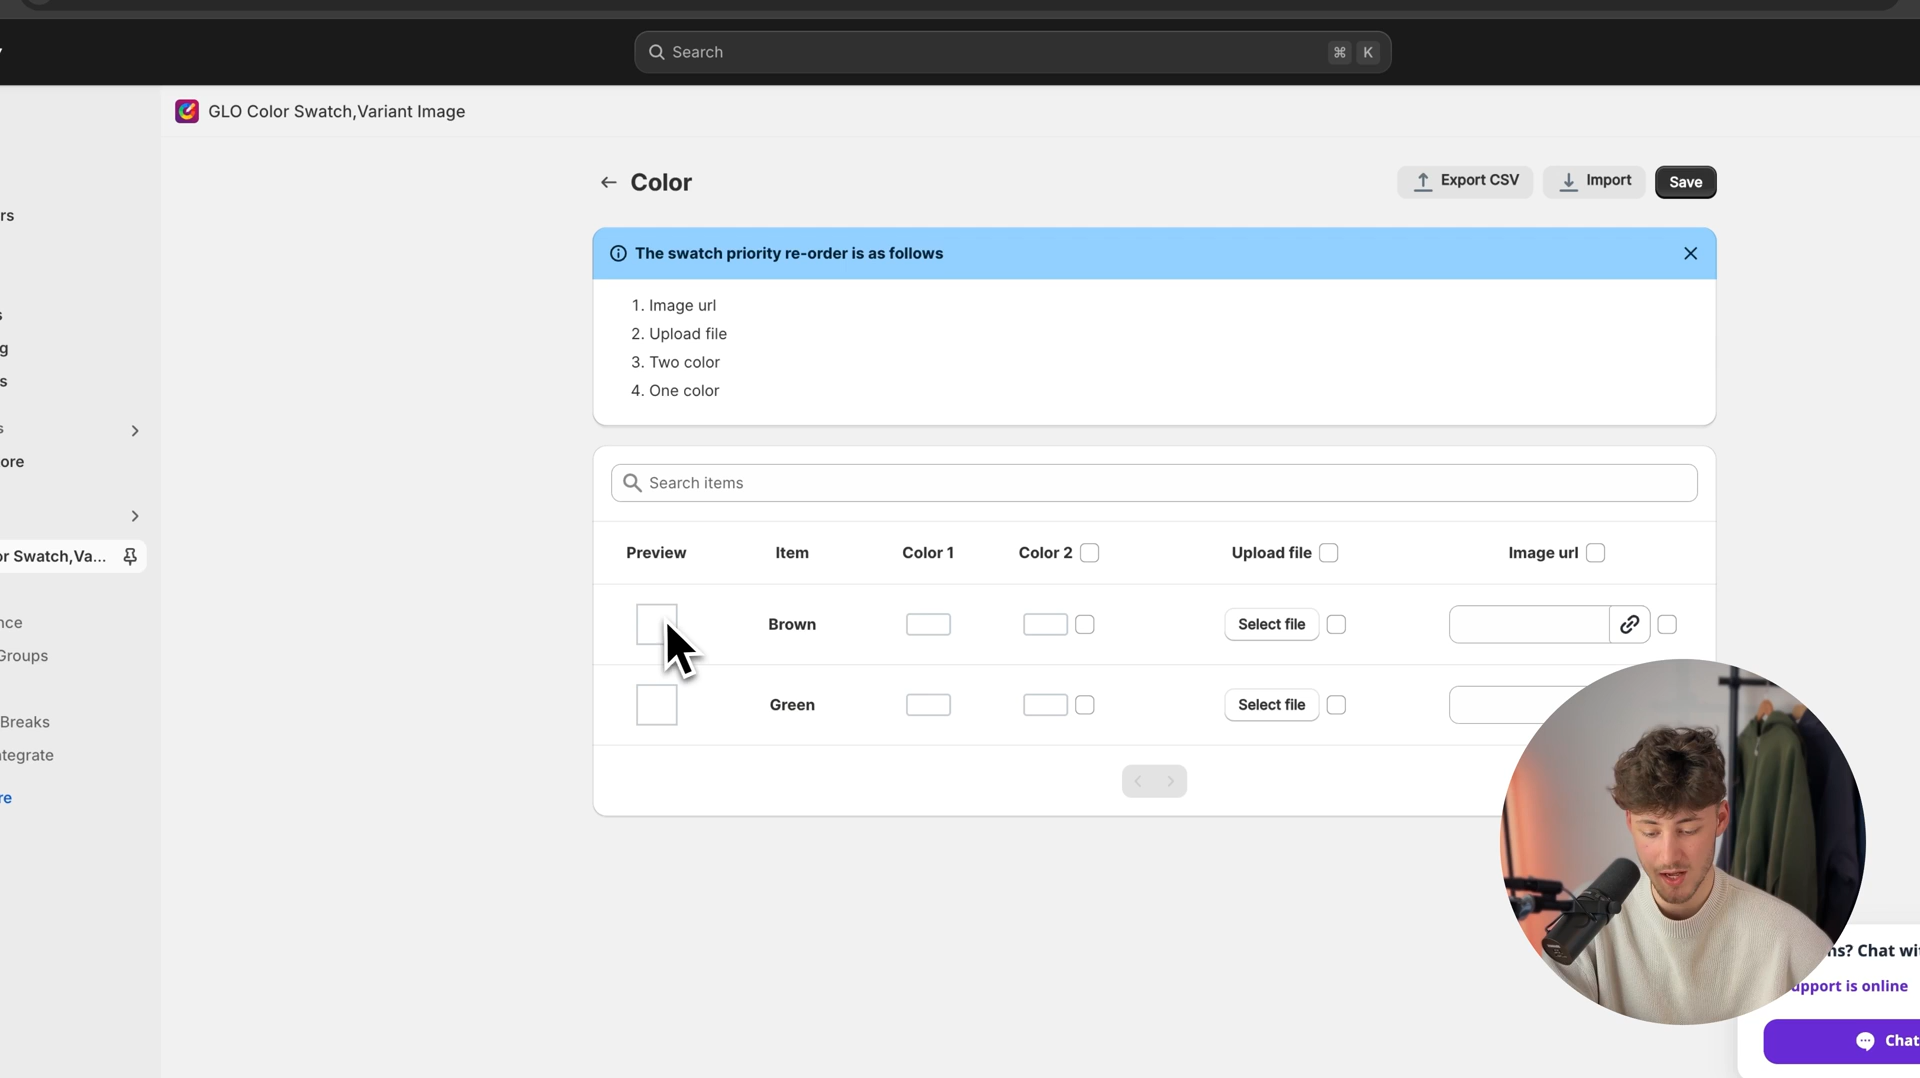 Search
⌘ K
GLO Color Swatch,Variant Image
Color
Export CSV
Import
Save
The swatch priority re-order is as follows
1. Image url
2. Upload file
3. Two color
4. One color
Search items
Preview Item Color 1 Color 2 Upload file Image url
Brown Select file
Green Select file
rs
s
g
s
s
ore
or Swatch,Va...
nce
Groups
Breaks
ntegrate
re
ns? Chat wi
upport is online
Chat